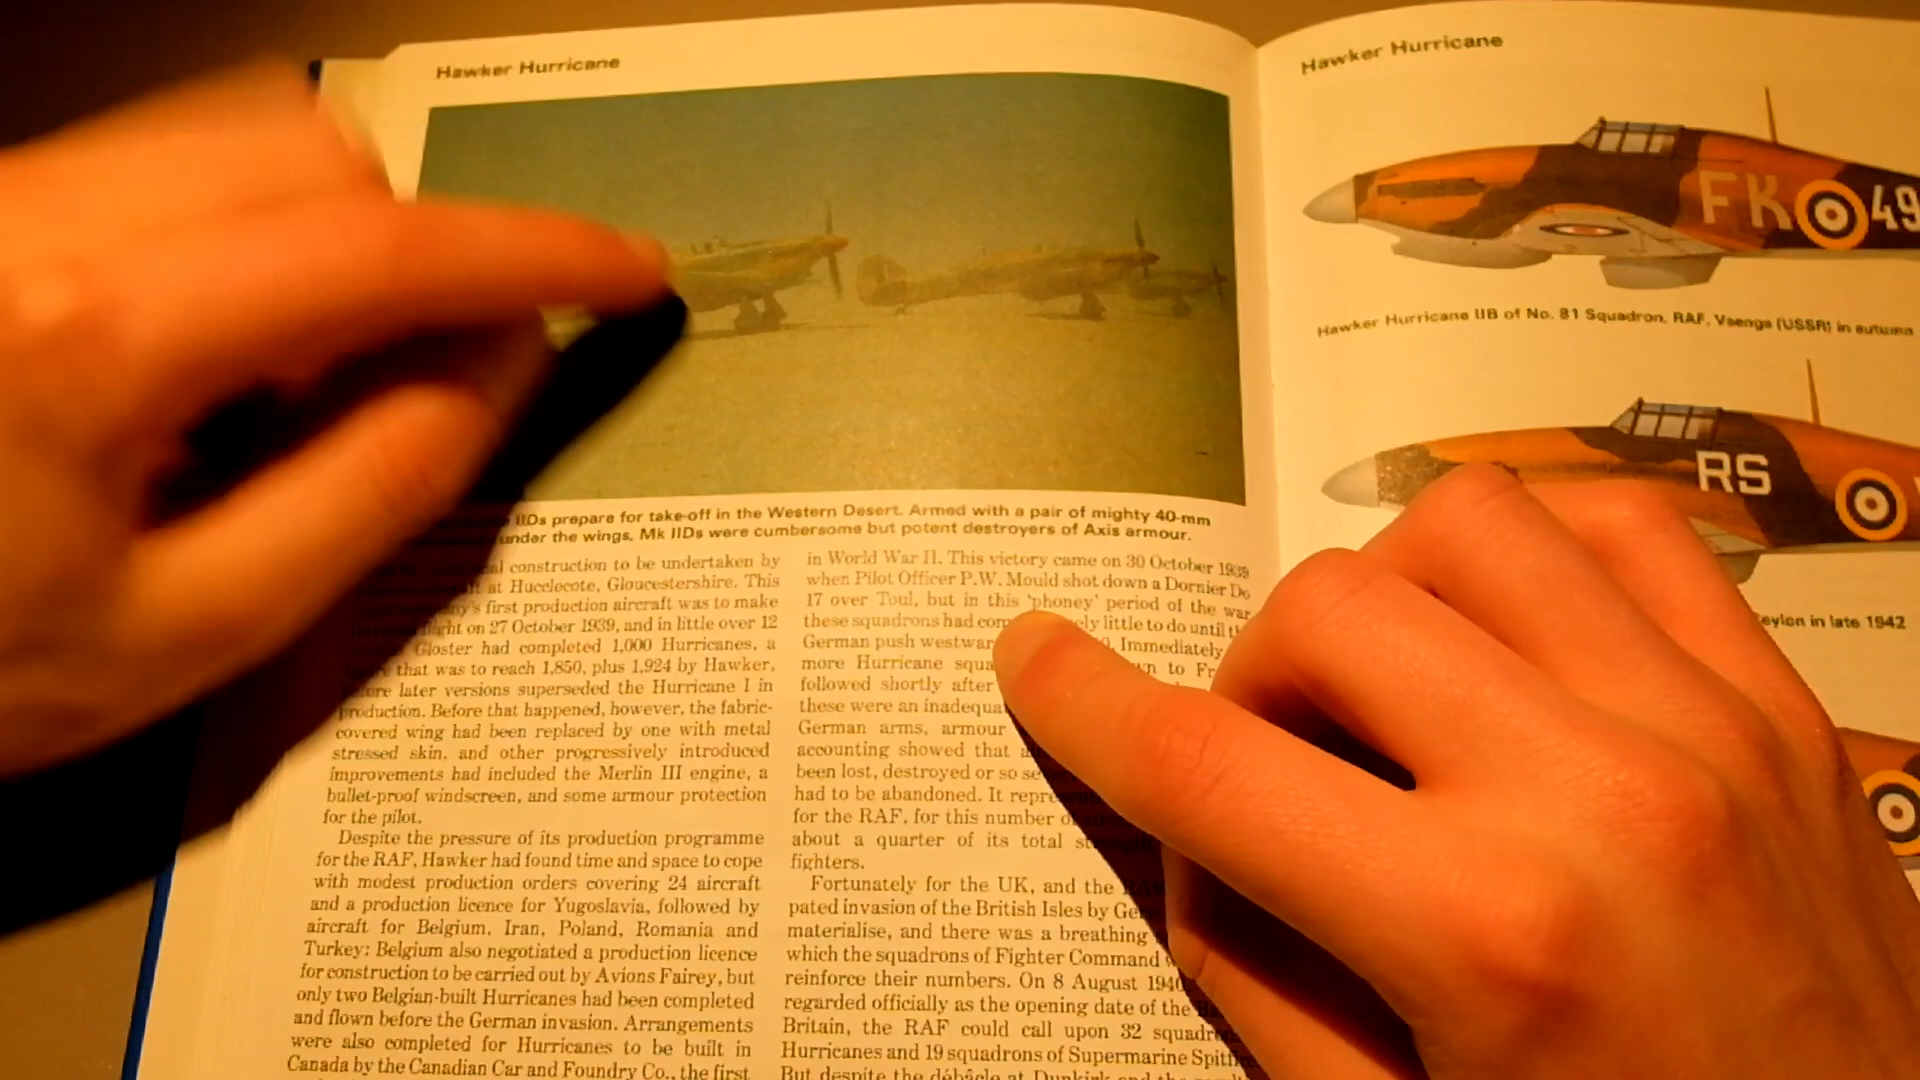 Hawker Hurricane
IIDs prepare for take-off in the Western Desert. Armed with a pair of mighty 40-mm
under the wings, Mk IIDs were cumbersome but potent destroyers of Axis armour.
construction to be undertaken by
at Hucclecote, Gloucestershire. This
first production aircraft was to make
on 27 October 1939, and in little over 12
Gloster had completed 1,000 Hurricanes, a
that was to reach 1,850, plus 1,924 by Hawker,
later versions superseded the Hurricane I in
production. Before that happened, however, the fabric-
covered wing had been replaced by one with metal
stressed skin, and other progressively introduced
improvements had included the Merlin III engine, a
bullet-proof windscreen, and some armour protection
for the pilot.
Despite the pressure of its production programme
for the RAF, Hawker had found time and space to cope
with modest production orders covering 24 aircraft
and a production licence for Yugoslavia, followed by
aircraft for Belgium, Iran, Poland, Romania and
Turkey: Belgium also negotiated a production licence
for construction to be carried out by Avions Fairey, but
only two Belgian-built Hurricanes had been completed
and flown before the German invasion. Arrangements
were also completed for Hurricanes to be built in
Canada by the Canadian Car and Foundry Co., the first
in World War II. This victory came on 30 October 1939
when Pilot Officer P.W. Mould shot down a Dornier Do
17 over Toul, but in this 'phoney' period of the war
these squadrons had little to do until
German push Immediately
more Hurricane to
followed shortly after
these were an
German arms, armour
accounting showed that
been lost, destroyed or so
had to be abandoned. It
for the RAF, for this number
about a quarter of its total
fighters.
Fortunately for the UK, and the RAF
pated invasion of the British Isles by
materialise, and there was a breathing
which the squadrons of Fighter Command
reinforce their numbers. On 8 August 1940
regarded officially as the opening date of the
Britain, the RAF could call upon 32
Hurricanes and 19 squadrons of Supermarine
But despite the débâcle at Dunkirk and the
Hawker Hurricane
FK 49
Hawker Hurricane IIB of No. 81 Squadron, RAF, Vaenga (USSR) in autumn
RS
Ceylon in late 1942